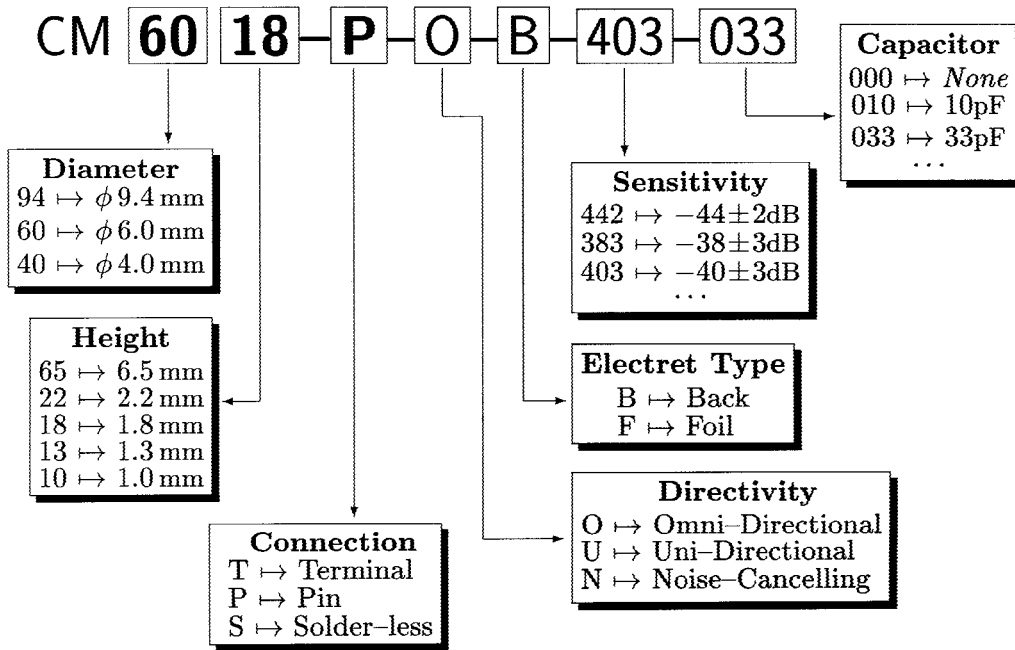 CM 60 18–P–O–B–403–033
Capacitor
000 ↦ None
010 ↦ 10pF
033 ↦ 33pF
...
Diameter
94 ↦ ϕ 9.4 mm
60 ↦ ϕ 6.0 mm
40 ↦ ϕ 4.0 mm
Sensitivity
442 ↦ −44±2dB
383 ↦ −38±3dB
403 ↦ −40±3dB
...
Height
65 ↦ 6.5 mm
22 ↦ 2.2 mm
18 ↦ 1.8 mm
13 ↦ 1.3 mm
10 ↦ 1.0 mm
Electret Type
B ↦ Back
F ↦ Foil
Directivity
O ↦ Omni–Directional
U ↦ Uni–Directional
N ↦ Noise–Cancelling
Connection
T ↦ Terminal
P ↦ Pin
S ↦ Solder–less